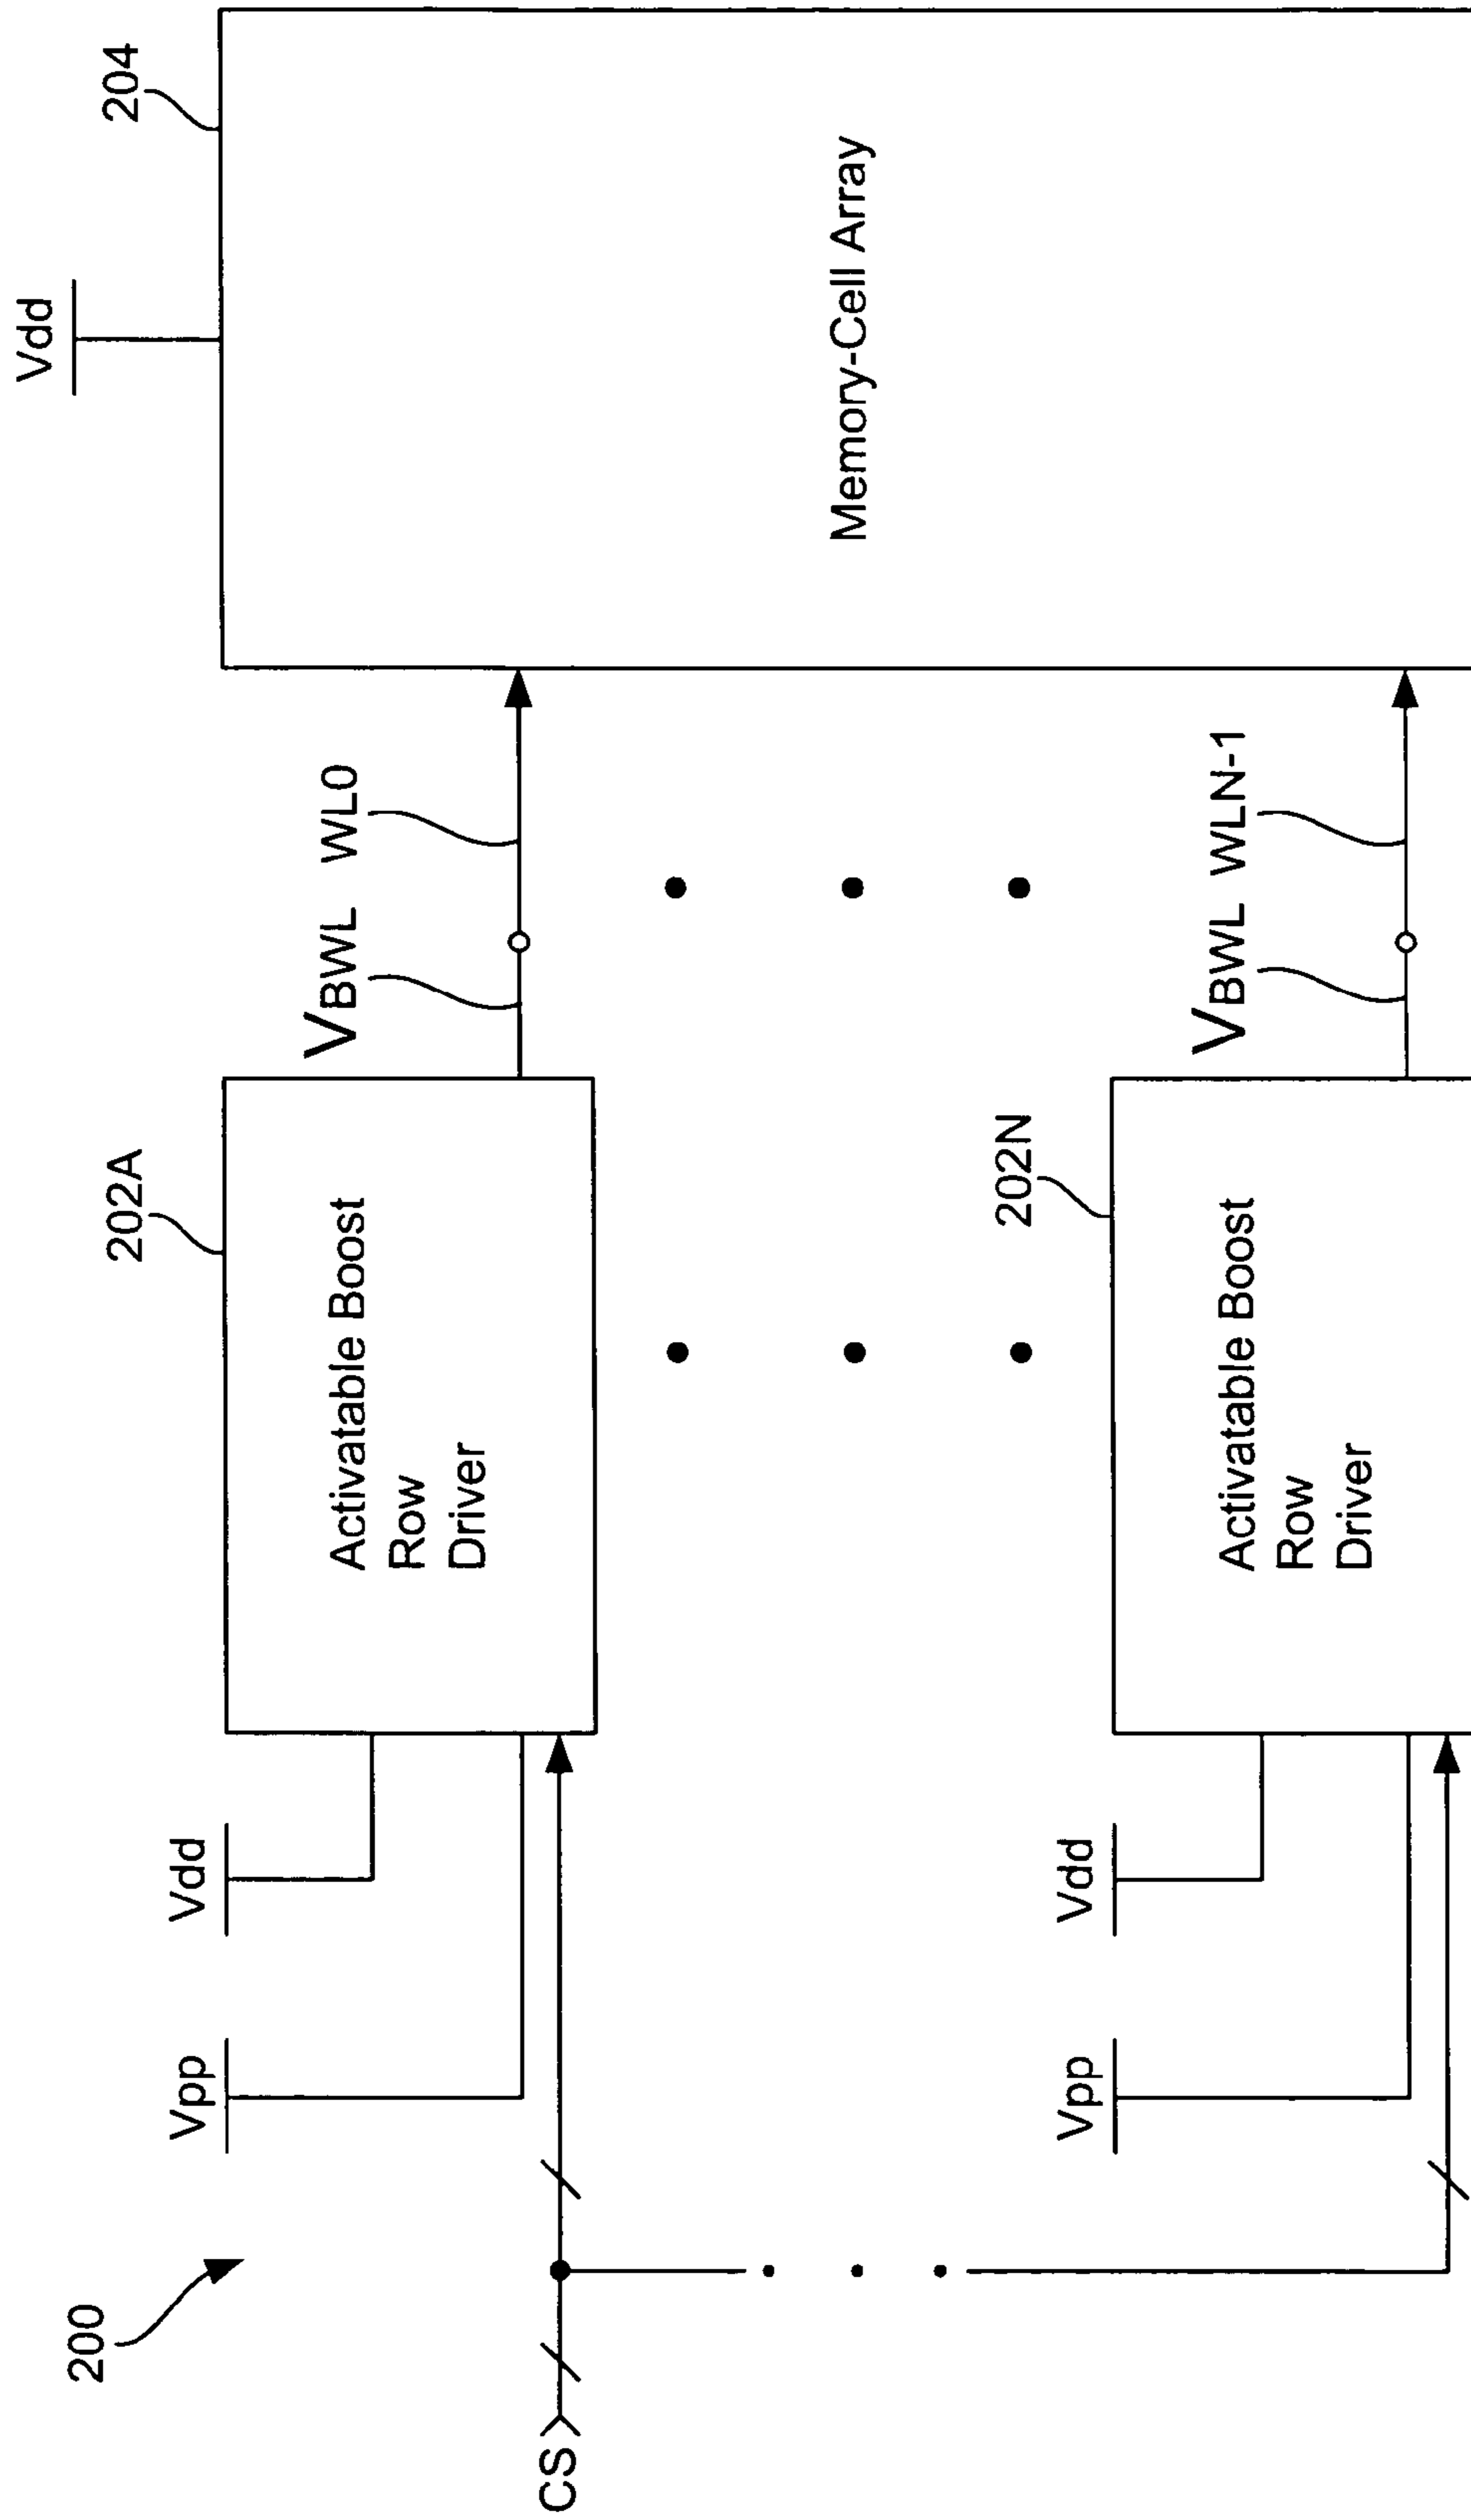 200
Vdd
204
202A
Vpp
Vdd
VBWL WL0
Activatable Boost
Row
Driver
CS
Memory-Cell Array
202N
Vpp
Vdd
VBWL WLN-1
Activatable Boost
Row
Driver